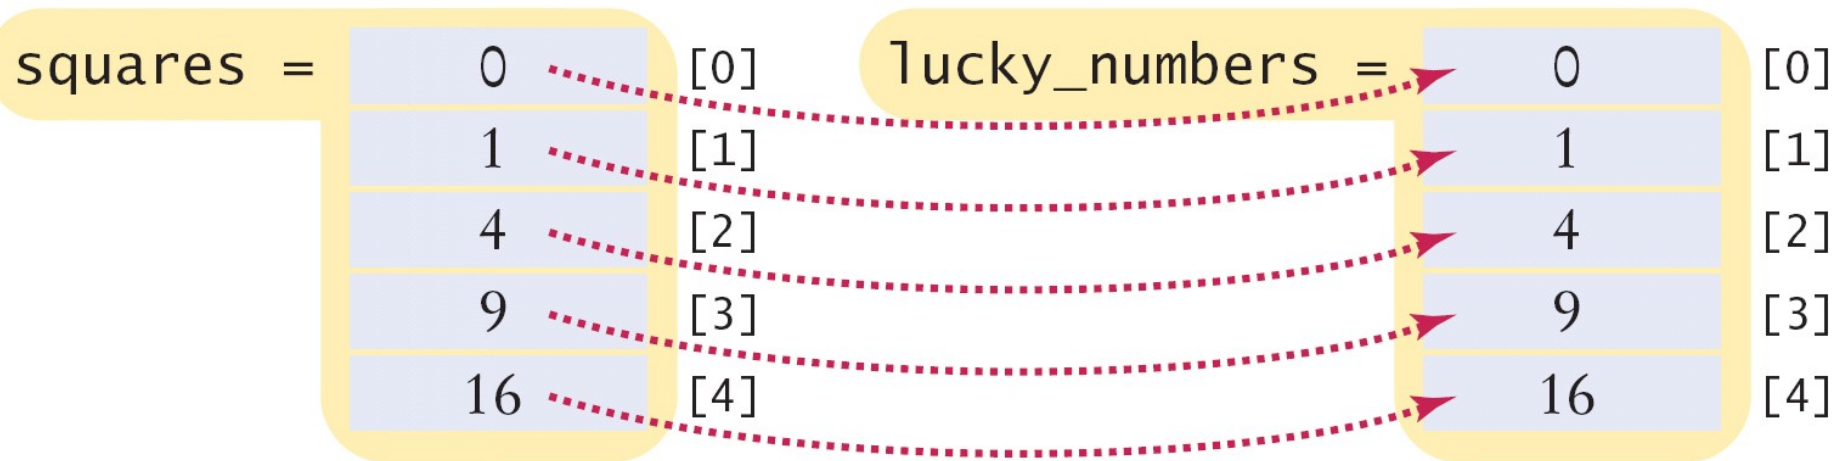 squares = 0 [0] lucky_numbers = 0 [0]
1 [1] 1 [1]
4 [2] 4 [2]
9 [3] 9 [3]
16 [4] 16 [4]